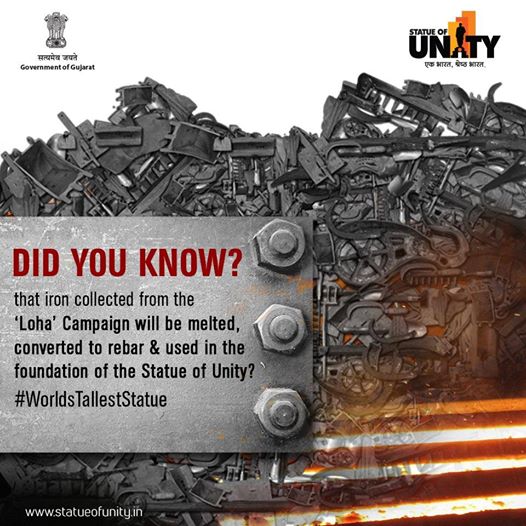 सत्यमेव जयते
Government of Gujarat
STATUE OF
UNITY
एक भारत, श्रेष्ठ भारत.
DID YOU KNOW?
that iron collected from the
‘Loha’ Campaign will be melted,
converted to rebar & used in the
foundation of the Statue of Unity?
#WorldsTallestStatue
www.statueofunity.in